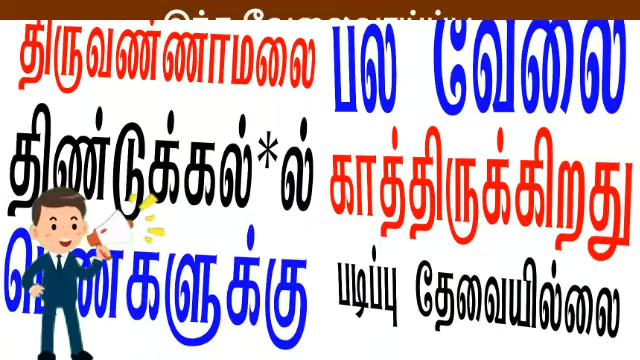 திருவண்ணாமலை
திண்டுக்கல்*ல்
பெண்களுக்கு
பல வேலை
காத்திருக்கிறது
படிப்பு தேவையில்லை